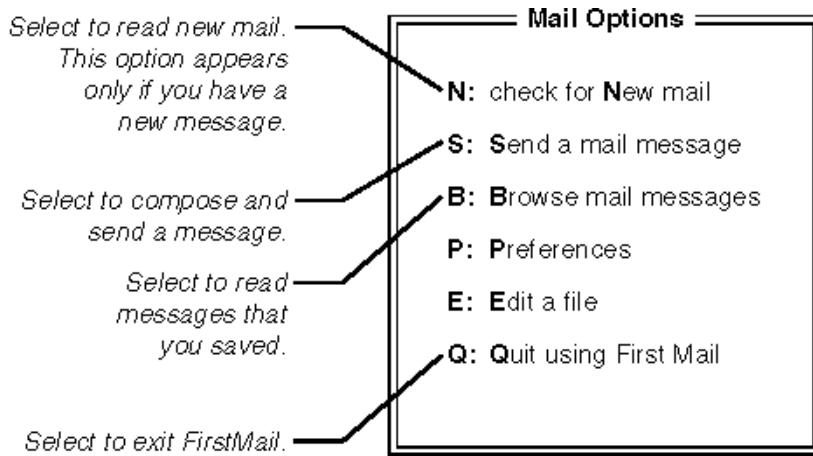 Mail Options
Select to read new mail.
This option appears
only if you have a
new message.
N: check for New mail
S: Send a mail message
Select to compose and
send a message.
B: Browse mail messages
Select to read
messages that
you saved.
P: Preferences
E: Edit a file
Q: Quit using First Mail
Select to exit FirstMail.